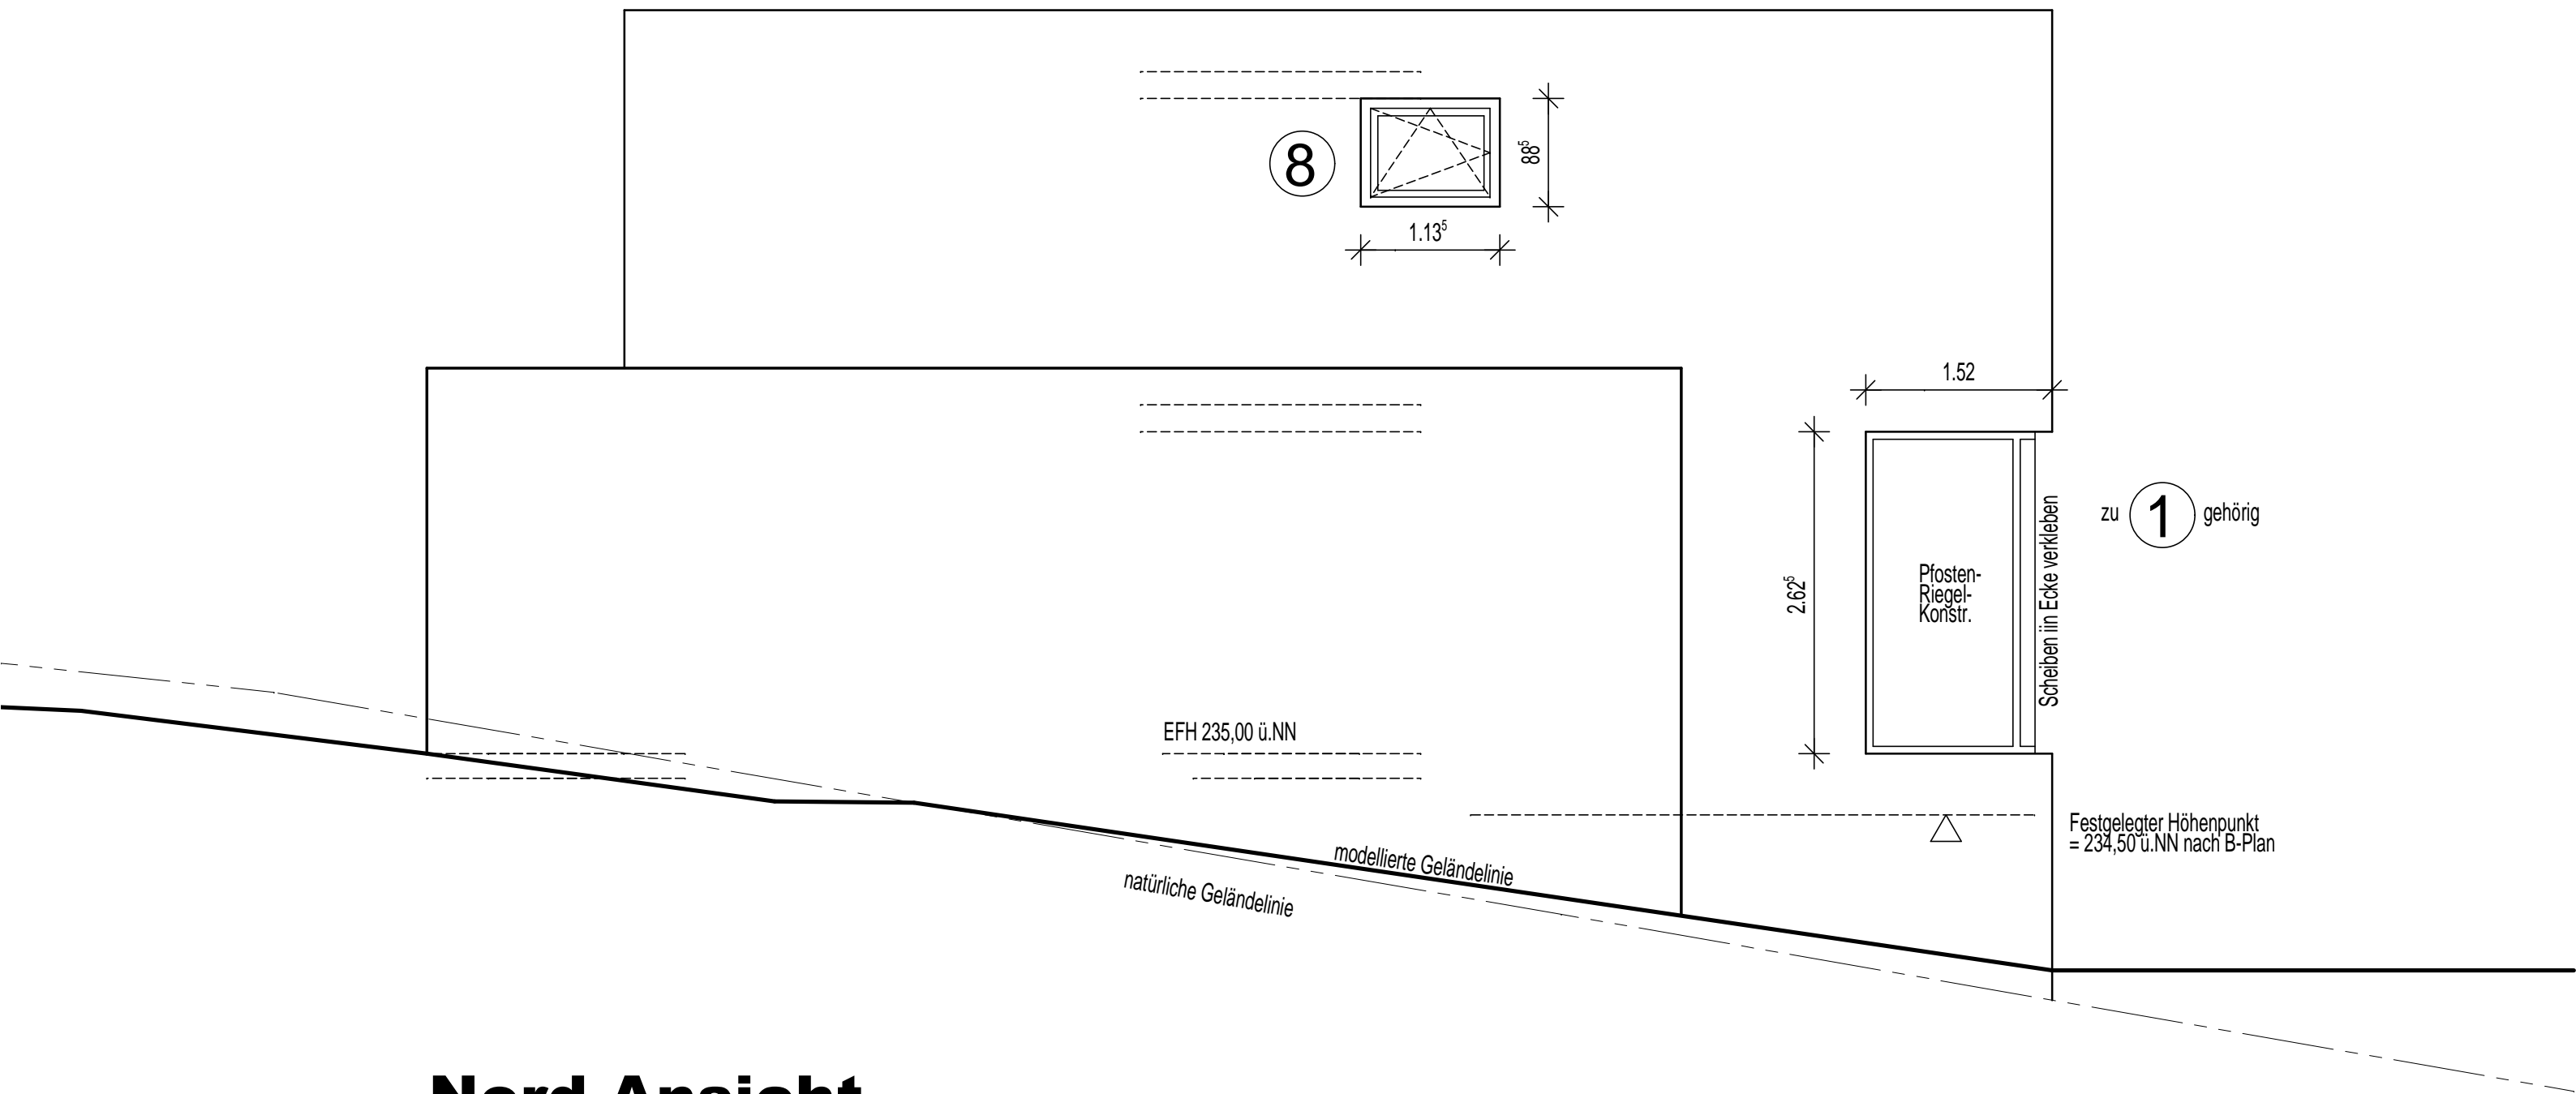 8
88⁵
1.13⁵
1.52
2.62⁵
Pfosten-
Riegel-
Konstr.
Scheiben iin Ecke verkleben
zu 1 gehörig
EFH 235,00 ü.NN
Festgelegter Höhenpunkt
= 234,50 ü.NN nach B-Plan
modellierte Geländelinie
natürliche Geländelinie
Nord Ansicht